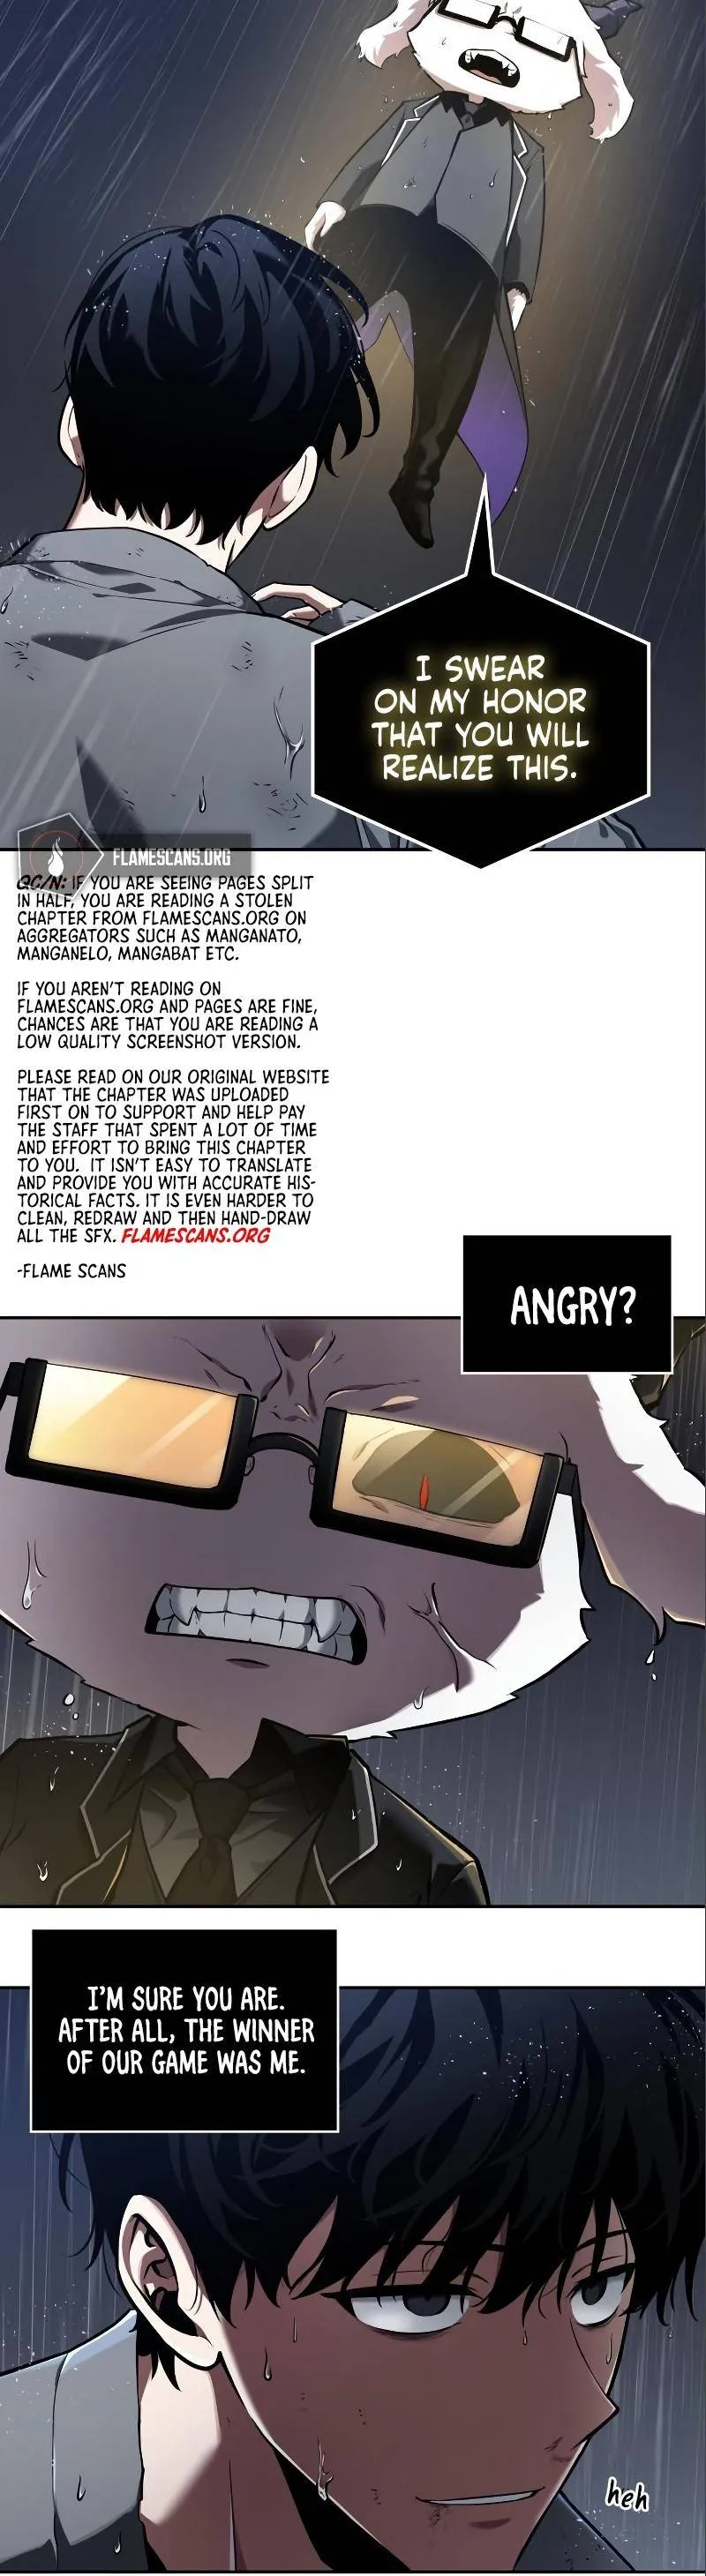 I SWEAR
ON MY HONOR
THAT YOU WILL
REALIZE THIS.
FLAMESCANS.ORG
QC/N: IF YOU ARE SEEING PAGES SPLIT
IN HALF, YOU ARE READING A STOLEN
CHAPTER FROM FLAMESCANS.ORG ON
AGGREGATORS SUCH AS MANGANATO,
MANGANELO, MANGABAT ETC.
IF YOU AREN'T READING ON
FLAMESCANS.ORG AND PAGES ARE FINE,
CHANCES ARE THAT YOU ARE READING A
LOW QUALITY SCREENSHOT VERSION.
PLEASE READ ON OUR ORIGINAL WEBSITE
THAT THE CHAPTER WAS UPLOADED
FIRST ON TO SUPPORT AND HELP PAY
THE STAFF THAT SPENT A LOT OF TIME
AND EFFORT TO BRING THIS CHAPTER
TO YOU. IT ISN'T EASY TO TRANSLATE
AND PROVIDE YOU WITH ACCURATE HIS-
TORICAL FACTS. IT IS EVEN HARDER TO
CLEAN, REDRAW AND THEN HAND-DRAW
ALL THE SFX. FLAMESCANS.ORG
-FLAME SCANS
ANGRY?
I'M SURE YOU ARE.
AFTER ALL, THE WINNER
OF OUR GAME WAS ME.
heh